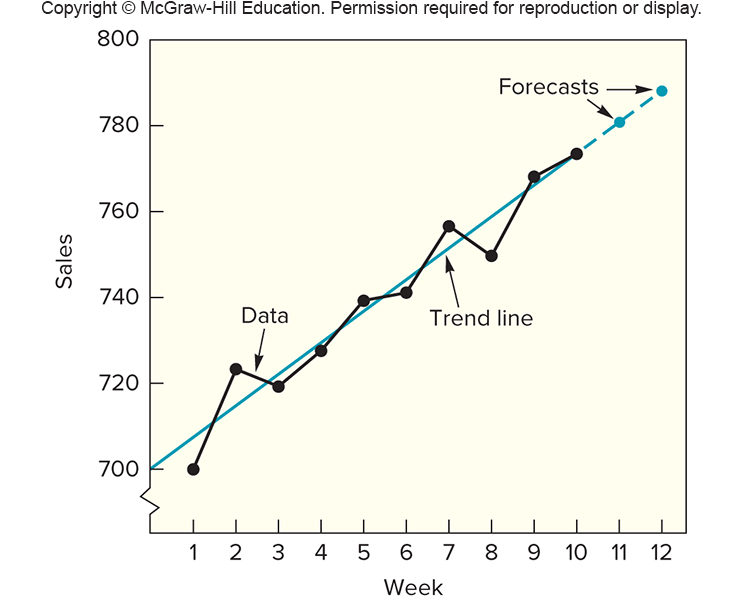 Copyright © McGraw-Hill Education. Permission required for reproduction or display.
800
780
760
740
720
700
Sales
Forecasts
Data
Trend line
1 2 3 4 5 6 7 8 9 10 11 12
Week